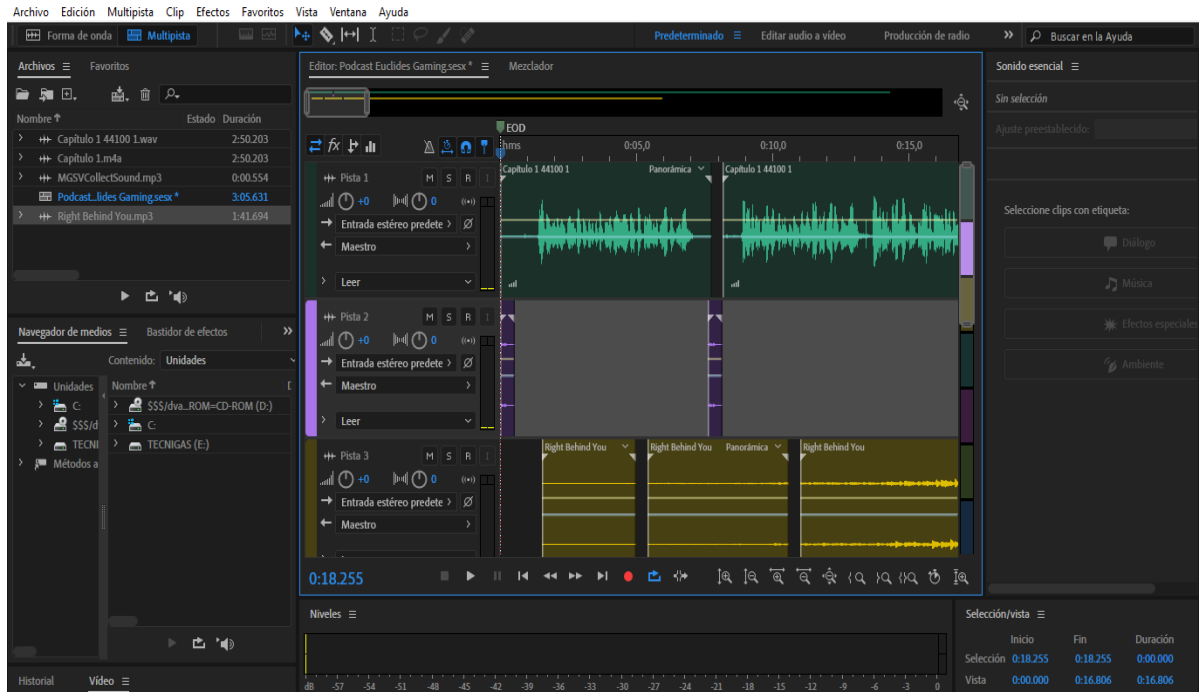 Archivo Edición Multipista Clip Efectos Favoritos Vista Ventana Ayuda
Forma de onda Multipista Predeterminado Editar audio a vídeo Producción de radio Buscar en la Ayuda
Archivos Favoritos
Nombre Estado Duración
Capítulo 1 44100 1.wav 2:50.203
Capítulo 1.m4a 2:50.203
MGSVCollectSound.mp3 0:00.554
Podcast...lides Gaming.sesx * 3:05.631
Right Behind You.mp3 1:41.694
Navegador de medios Bastidor de efectos
Contenido: Unidades
Unidades Nombre
C: $$$/dva...ROM=CD-ROM (D:)
$$$/d C:
TECNI TECNIGAS (E:)
Métodos a
Historial Vídeo
Editor: Podcast Euclides Gaming.sesx * Mezclador
EOD
hms 0:05,0 0:10,0 0:15,0
fx
Pista 1 M S R I
+0 0
Entrada estéreo predete
Maestro
Leer
Capítulo 1 44100 1 Panorámica Capítulo 1 44100 1
Pista 2 M S R I
+0 0
Entrada estéreo predete
Maestro
Leer
Pista 3 M S R I
+0 0
Entrada estéreo predete
Maestro
Right Behind You Right Behind You Panorámica Right Behind You
0:18.255
Niveles
dB -57 -54 -51 -48 -45 -42 -39 -36 -33 -30 -27 -24 -21 -18 -15 -12 -9 -6 -3 0
Sonido esencial
Sin selección
Ajuste preestablecido:
Seleccione clips con etiqueta:
Diálogo
Música
Efectos especiales
Ambiente
Selección/vista
Inicio Fin Duración
Selección 0:18.255 0:18.255 0:00.000
Vista 0:00.000 0:16.806 0:16.806